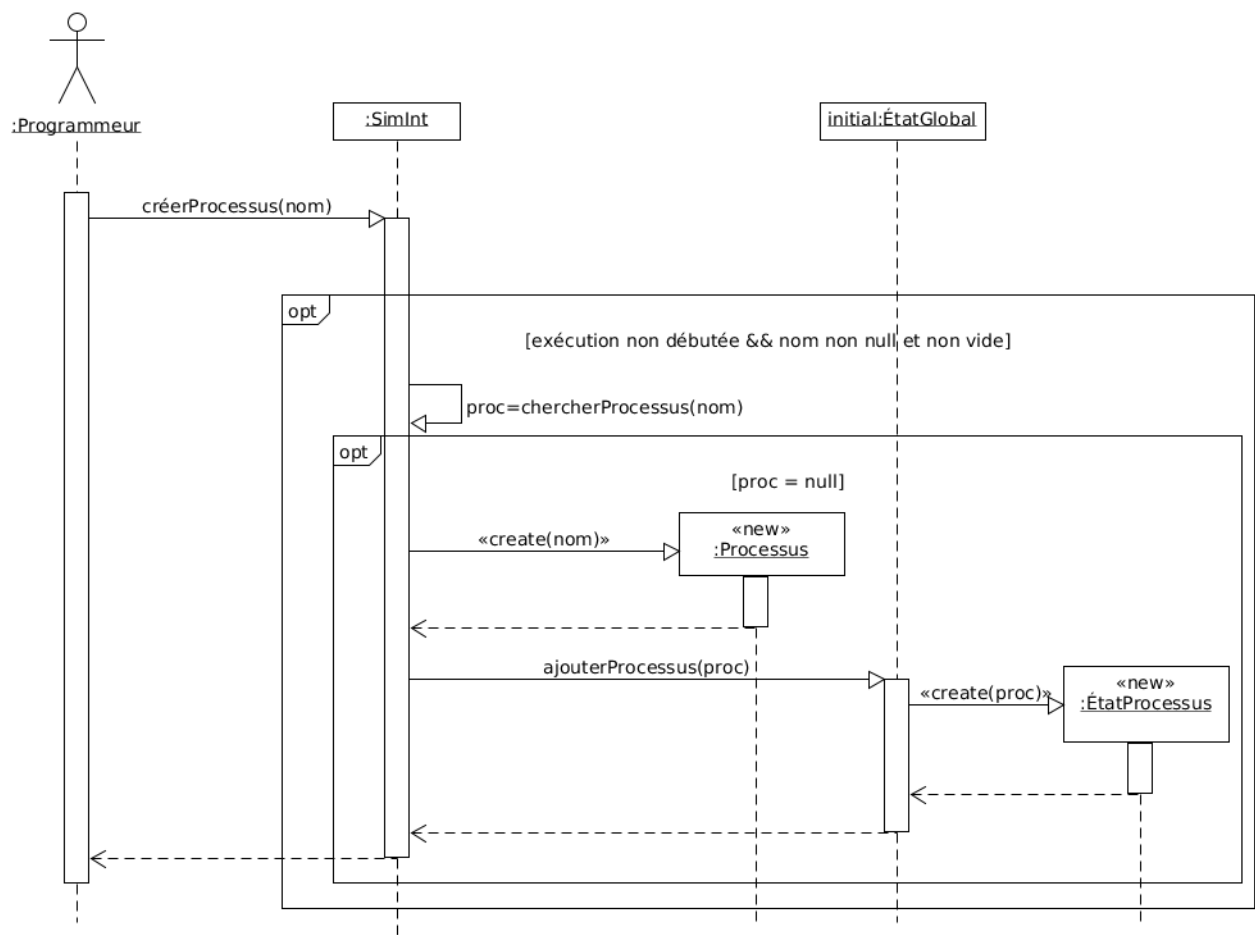 :Programmeur
:SimInt
initial:ÉtatGlobal
créerProcessus(nom)
opt
[exécution non débutée && nom non null et non vide]
proc=chercherProcessus(nom)
opt
[proc = null]
«create(nom)»
«new»
:Processus
ajouterProcessus(proc)
«create(proc)»
«new»
:ÉtatProcessus